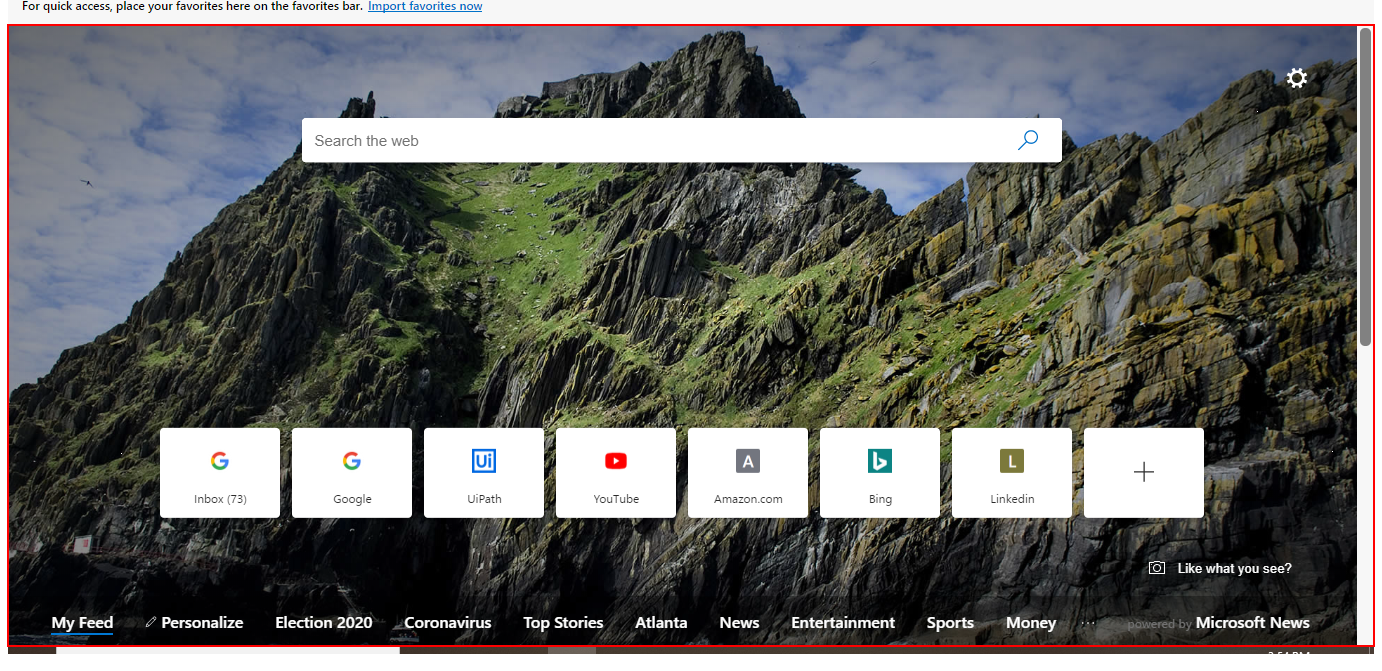 For quick access, place your favorites here on the favorites bar. Import favorites now
Search the web
Ui
A
L
Inbox (73)
Google
UiPath
YouTube
Amazon.com
Bing
Linkedin
Like what you see?
My Feed Personalize Election 2020 Coronavirus Top Stories Atlanta News Entertainment Sports Money ... powered by Microsoft News